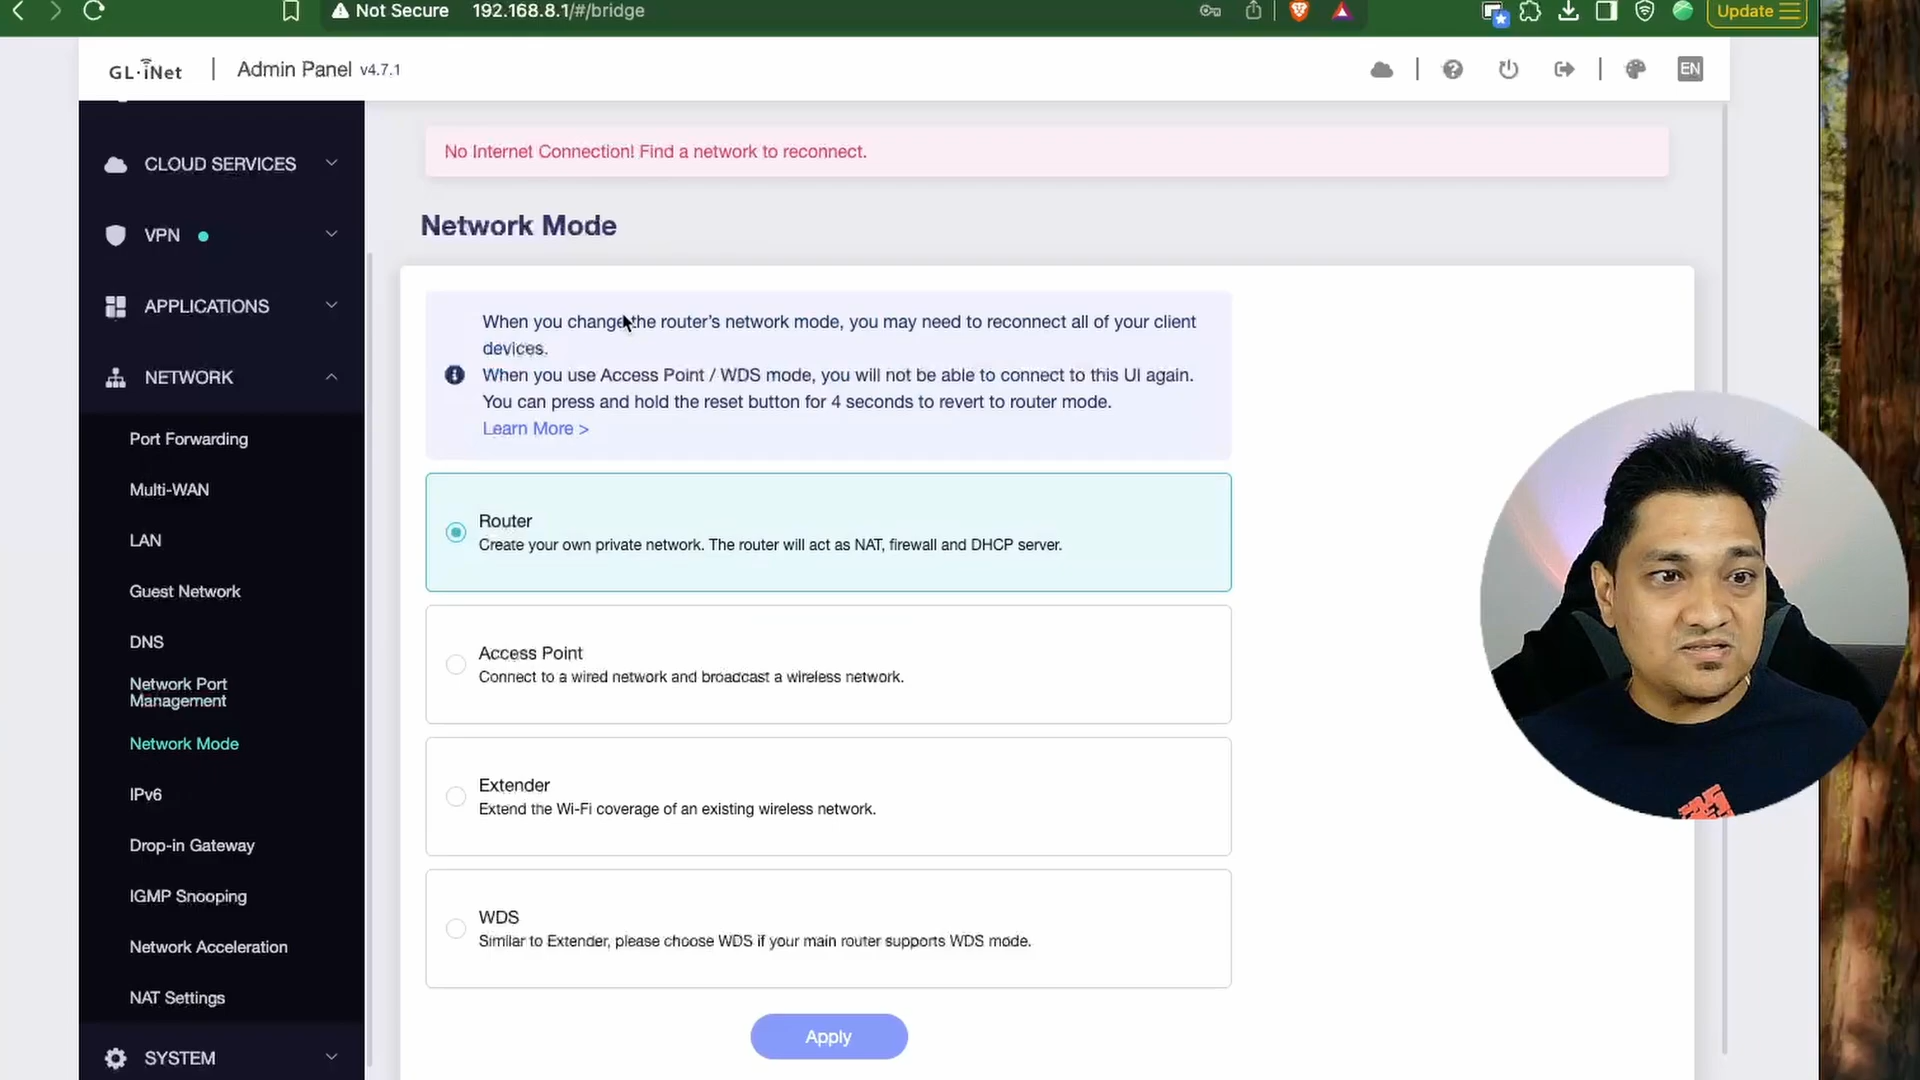 Not Secure 192.168.8.1/#/bridge
Update
GL·iNet | Admin Panel v4.7.1
EN
CLOUD SERVICES
VPN
APPLICATIONS
NETWORK
Port Forwarding
Multi-WAN
LAN
Guest Network
DNS
Network Port
Management
Network Mode
IPv6
Drop-in Gateway
IGMP Snooping
Network Acceleration
NAT Settings
SYSTEM
No Internet Connection! Find a network to reconnect.
Network Mode
When you change the router's network mode, you may need to reconnect all of your client
devices.
When you use Access Point / WDS mode, you will not be able to connect to this UI again.
You can press and hold the reset button for 4 seconds to revert to router mode.
Learn More >
Router
Create your own private network. The router will act as NAT, firewall and DHCP server.
Access Point
Connect to a wired network and broadcast a wireless network.
Extender
Extend the Wi-Fi coverage of an existing wireless network.
WDS
Similar to Extender, please choose WDS if your main router supports WDS mode.
Apply